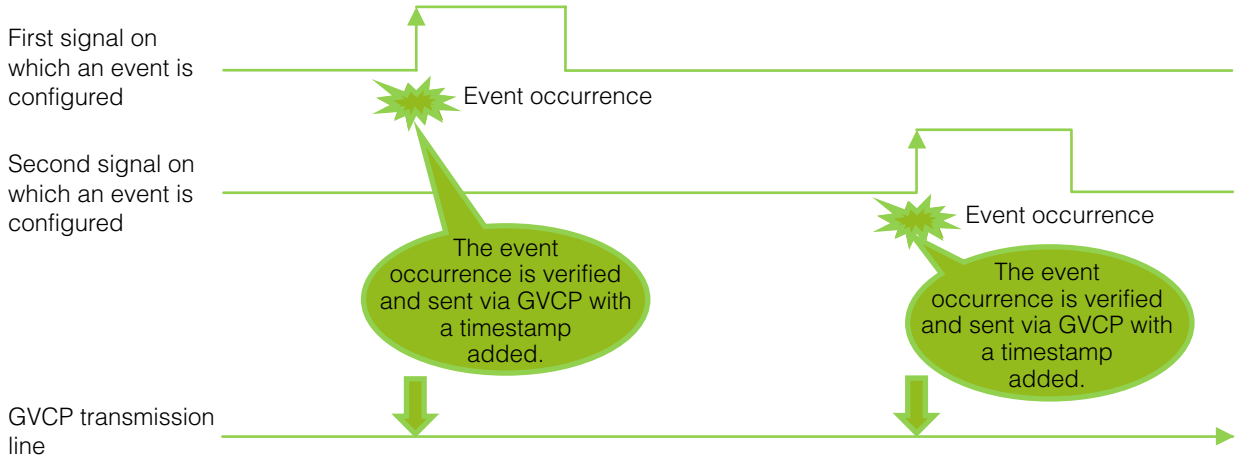 First signal on
which an event is
configured
Event occurrence
Second signal on
which an event is
configured
Event occurrence
The event
occurrence is verified
and sent via GVCP with
a timestamp
added.
The event
occurrence is verified
and sent via GVCP with
a timestamp
added.
GVCP transmission
line